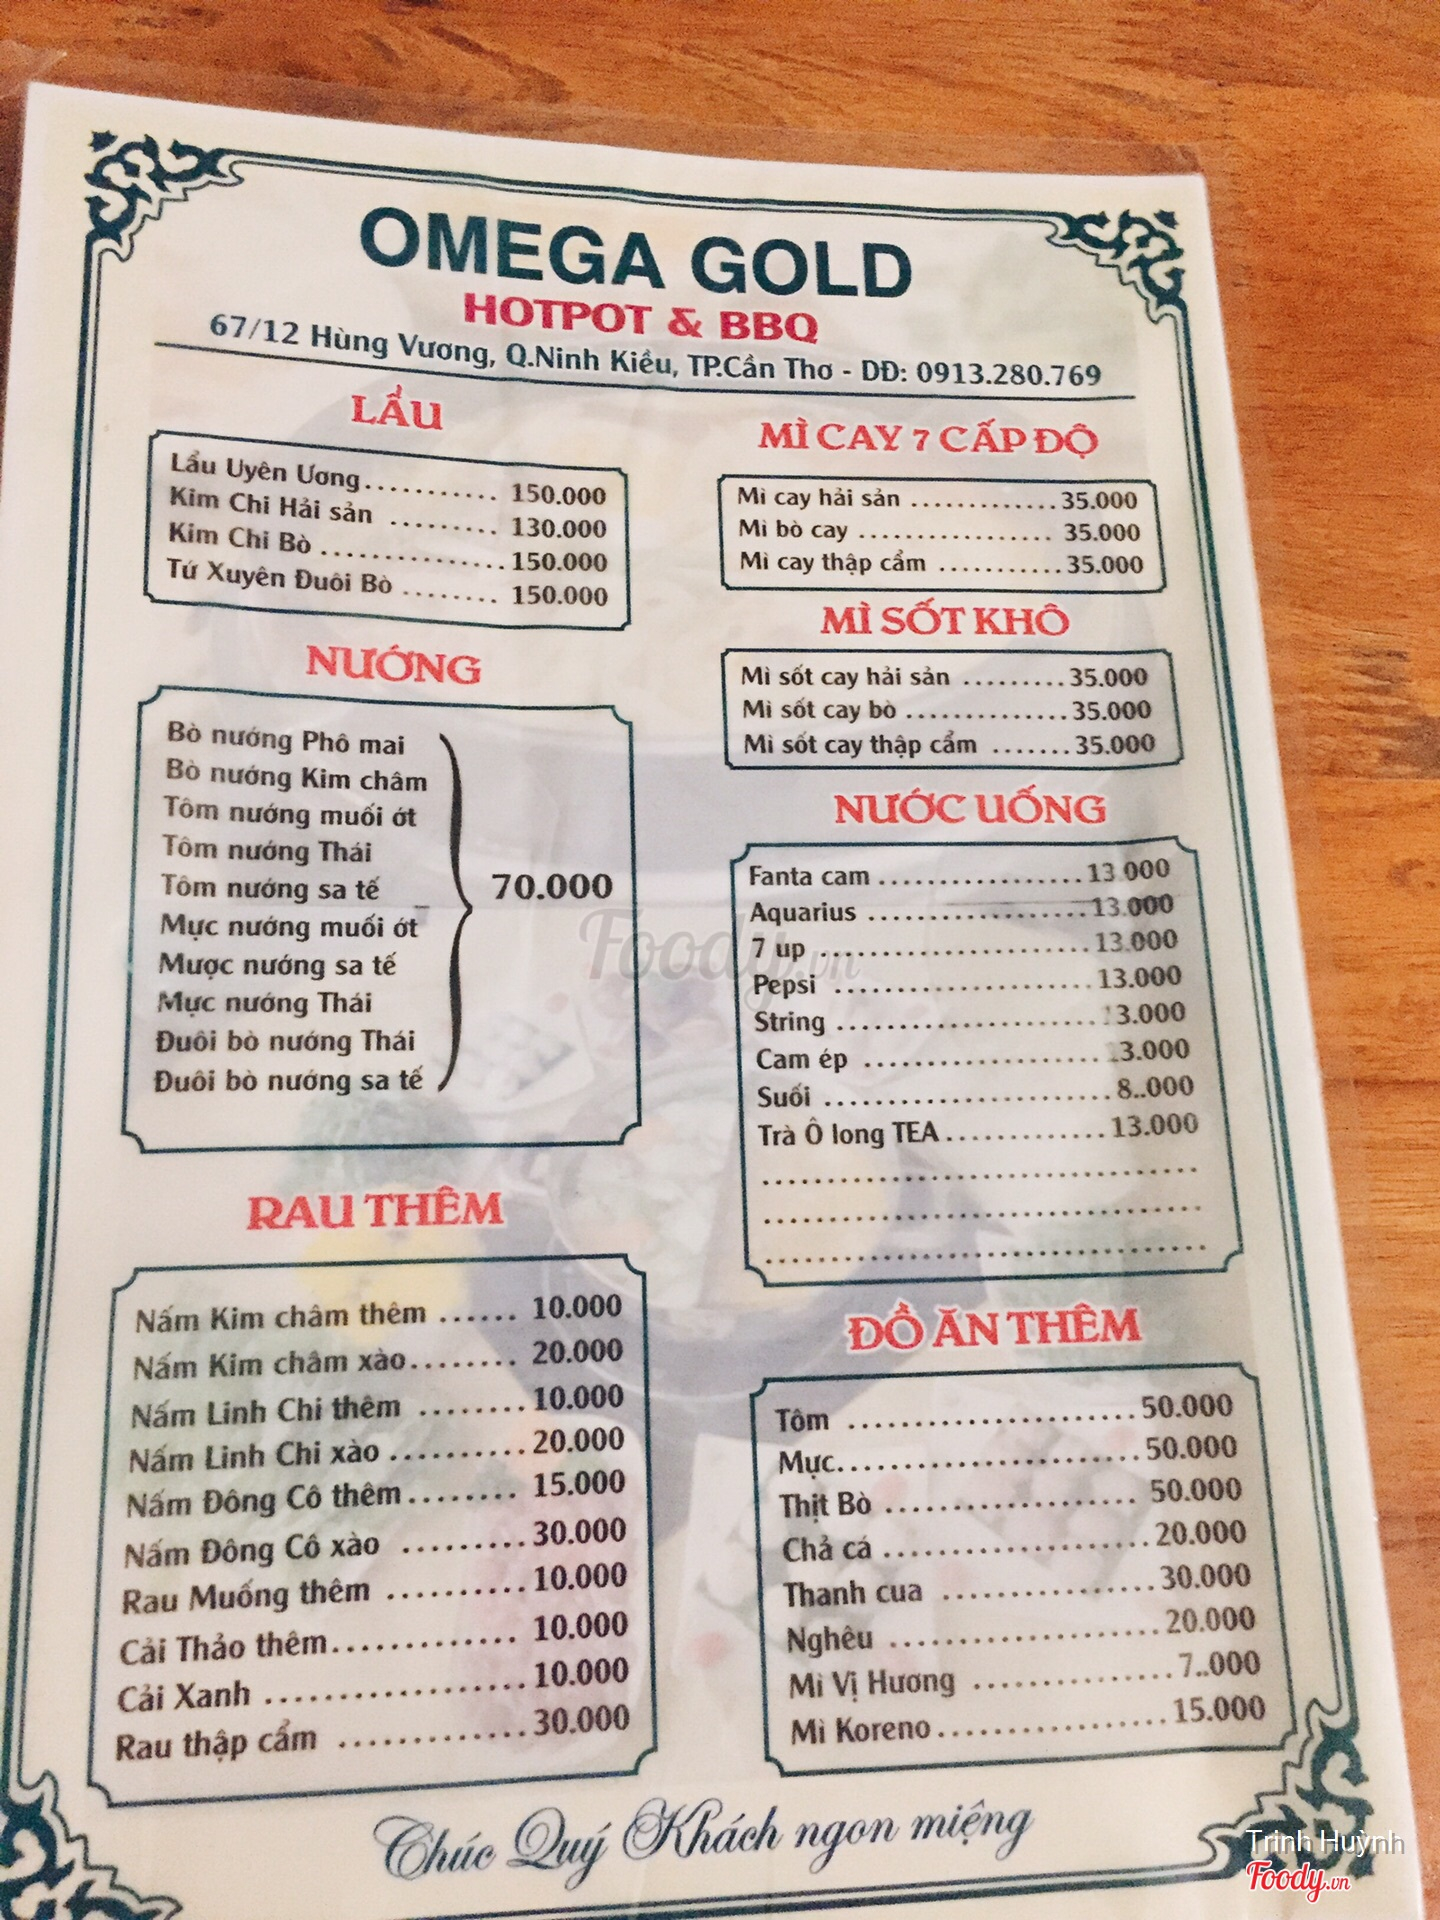 OMEGA GOLD
HOTPOT & BBQ
67/12 Hùng Vương, Q.Ninh Kiều, TP.Cần Thơ - DĐ: 0913.280.769
LẨU
Lẩu Uyên Ương........... 150.000
Kim Chi Hải sản ......... 130.000
Kim Chi Bò ............... 150.000
Tứ Xuyên Đuôi Bò ........ 150.000
NƯỚNG
Bò nướng Phô mai
Bò nướng Kim châm
Tôm nướng muối ớt
Tôm nướng Thái
Tôm nướng sa tế
Mực nướng muối ớt
Mược nướng sa tế
Mực nướng Thái
Đuôi bò nướng Thái
Đuôi bò nướng sa tế
70.000
RAU THÊM
Nấm Kim châm thêm ...... 10.000
Nấm Kim châm xào........ 20.000
Nấm Linh Chi thêm ........ 10.000
Nấm Linh Chi xào .......... 20.000
Nấm Đông Cô thêm........ 15.000
Nấm Đông Cô xào ......... 30.000
Rau Muống thêm .......... 10.000
Cải Thảo thêm............. 10.000
Cải Xanh ................... 10.000
Rau thập cẩm ............. 30.000
MÌ CAY 7 CẤP ĐỘ
Mì cay hải sản ............. 35.000
Mì bò cay ................. 35.000
Mì cay thập cẩm ........... 35.000
MÌ SỐT KHÔ
Mì sốt cay hải sản ......... 35.000
Mì sốt cay bò .............. 35.000
Mì sốt cay thập cẩm ....... 35.000
NƯỚC UỐNG
Fanta cam ................. 13.000
Aquarius .................. 13.000
7 up ....................... 13.000
Pepsi ...................... 13.000
String ..................... 13.000
Cam ép .................... 13.000
Suối ........................ 8..000
Trà Ô long TEA............. 13.000
ĐỒ ĂN THÊM
Tôm ........................ 50.000
Mực......................... 50.000
Thịt Bò ..................... 50.000
Chả cá ...................... 20.000
Thanh cua .................. 30.000
Nghêu ...................... 20.000
Mì Vị Hương ................ 7..000
Mì Koreno................... 15.000
Chúc Quý Khách ngon miệng
Foody.vn
Trinh Huỳnh
Foody.vn